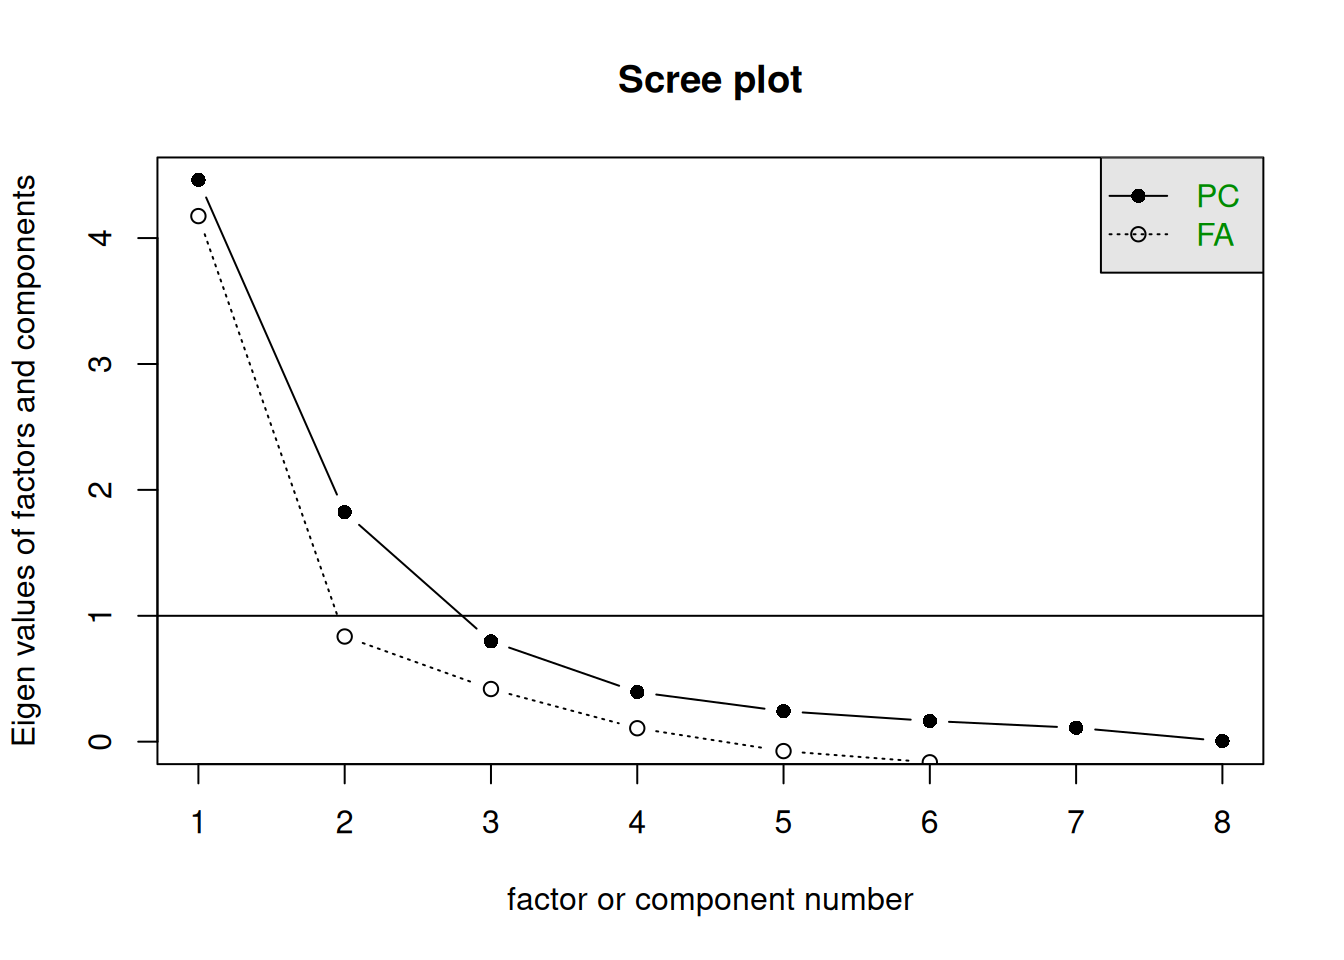 Scree plot
Eigen values of factors and components
4
3
2
1
0
PC
FA
1 2 3 4 5 6 7 8
factor or component number